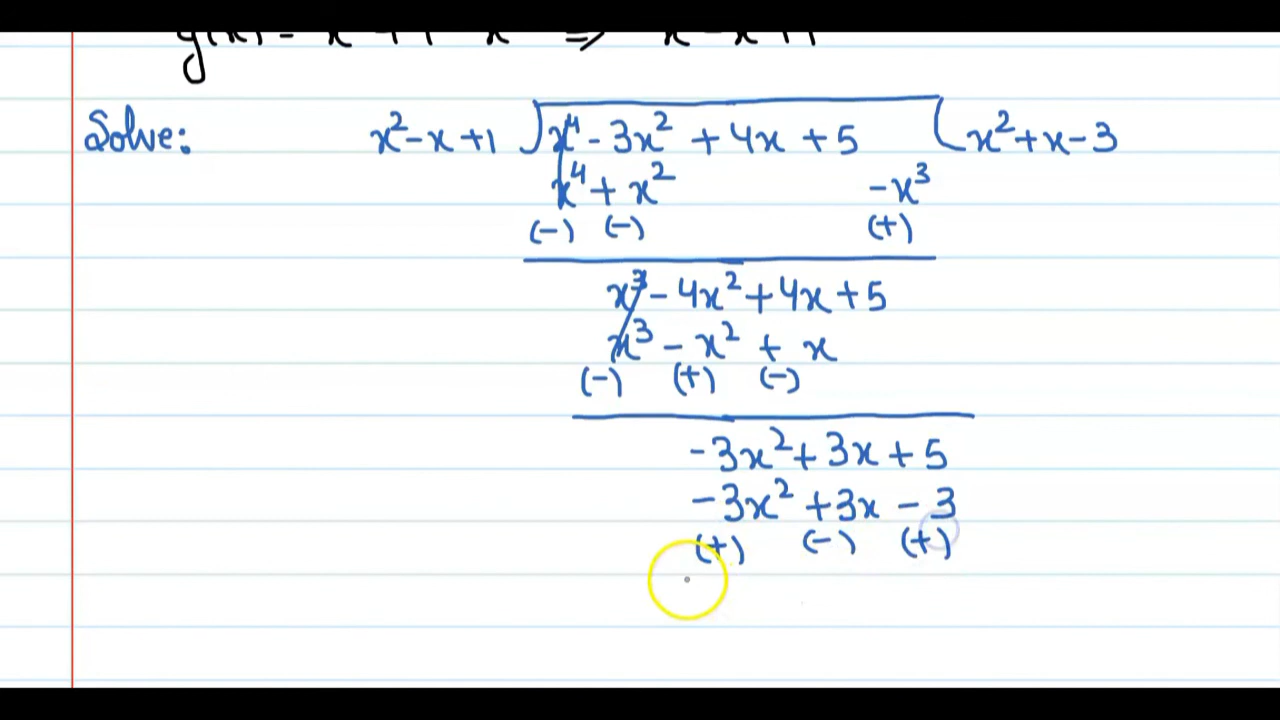 Solve: x² - x + 1 ) x⁴ - 3x² + 4x + 5 ( x² + x - 3
x⁴ + x² - x³
(-) (-) (+)
x³ - 4x² + 4x + 5
x³ - x² + x
(-) (+) (-)
-3x² + 3x + 5
-3x² + 3x - 3
(+) (-) (+)